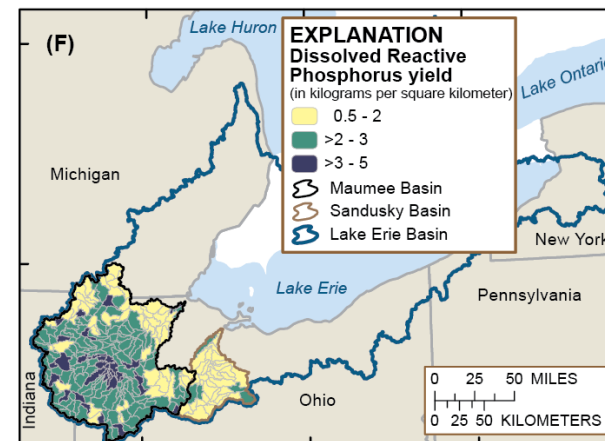 (F)
Lake Huron
EXPLANATION
Dissolved Reactive
Phosphorus yield
(in kilograms per square kilometer)
0.5 - 2
>2 - 3
>3 - 5
Maumee Basin
Sandusky Basin
Lake Erie Basin
Lake Ontario
Michigan
New York
Lake Erie
Pennsylvania
Indiana
Ohio
0 25 50 MILES
0 25 50 KILOMETERS